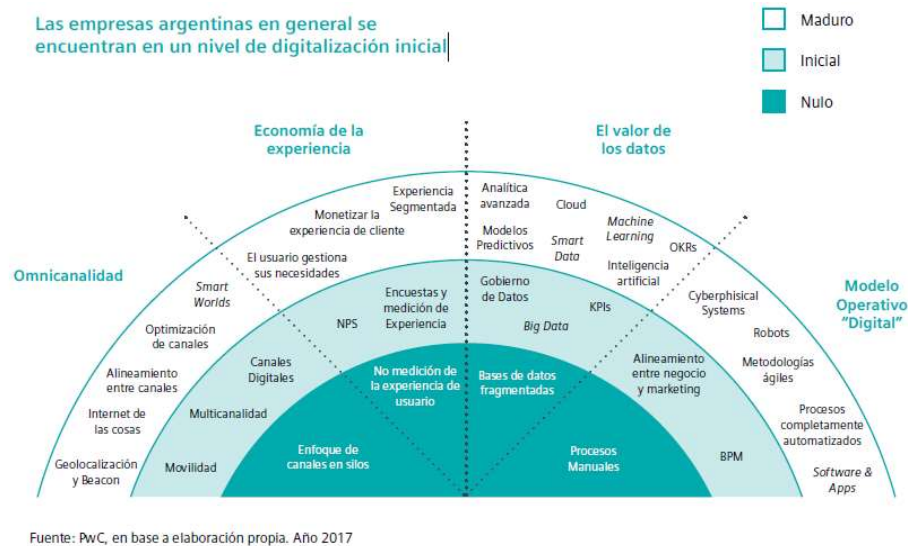 Las empresas argentinas en general se
encuentran en un nivel de digitalización inicial
Maduro
Inicial
Nulo
Economía de la
experiencia
El valor de
los datos
Omnicanalidad
Modelo
Operativo
"Digital"
Experiencia
Segmentada
Monetizar la
experiencia de cliente
El usuario gestiona
sus necesidades
Analítica
avanzada
Cloud
Machine
Learning
OKRs
Modelos
Predictivos
Smart
Data
Inteligencia
artificial
Smart
Worlds
Optimización
de canales
Alineamiento
entre canales
Internet de
las cosas
Geolocalización
y Beacon
Cyberphisical
Systems
Robots
Metodologías
ágiles
Procesos
completamente
automatizados
Software &
Apps
Encuestas y
medición de
Experiencia
NPS
Gobierno
de Datos
KPIs
Big Data
Canales
Digitales
Multicanalidad
Movilidad
Alineamiento
entre negocio
y marketing
BPM
No medición de
la experiencia de
usuario
Bases de datos
fragmentadas
Enfoque de
canales en silos
Procesos
Manuales
Fuente: PwC, en base a elaboración propia. Año 2017